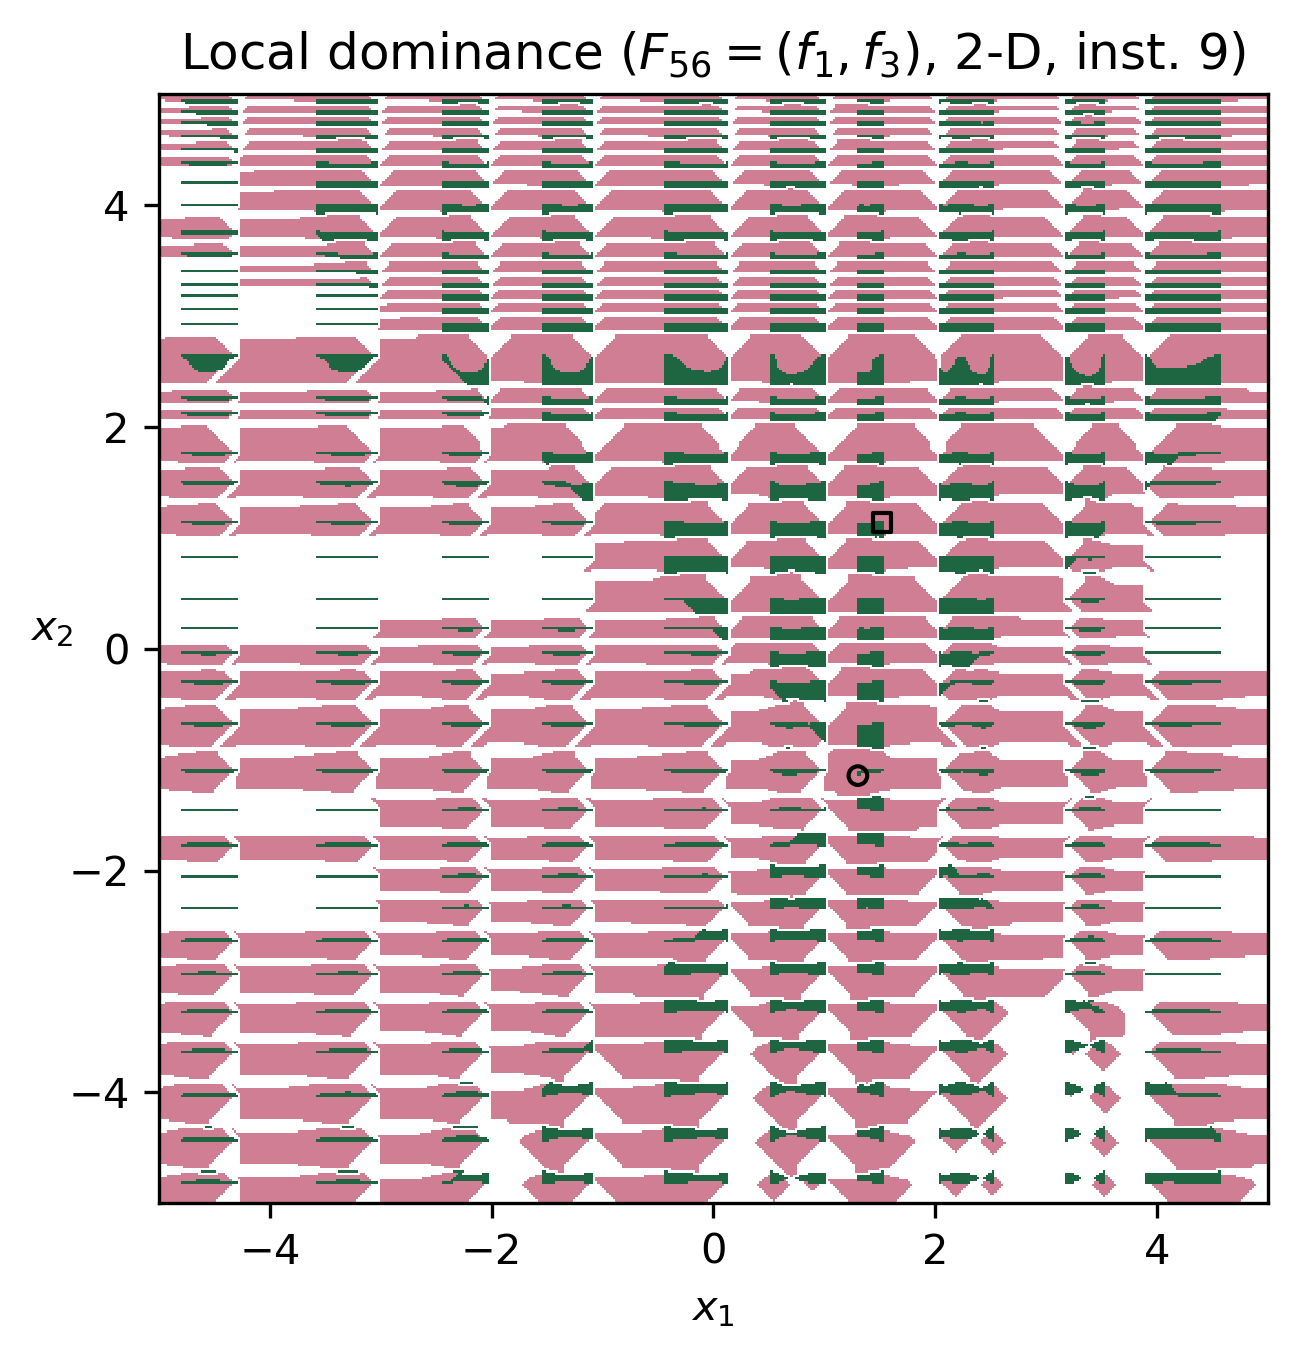 Local dominance (F₅₆ = (f₁, f₃), 2-D, inst. 9)
4
2
x₂
0
−2
−4
−4 −2 0 2 4
x₁